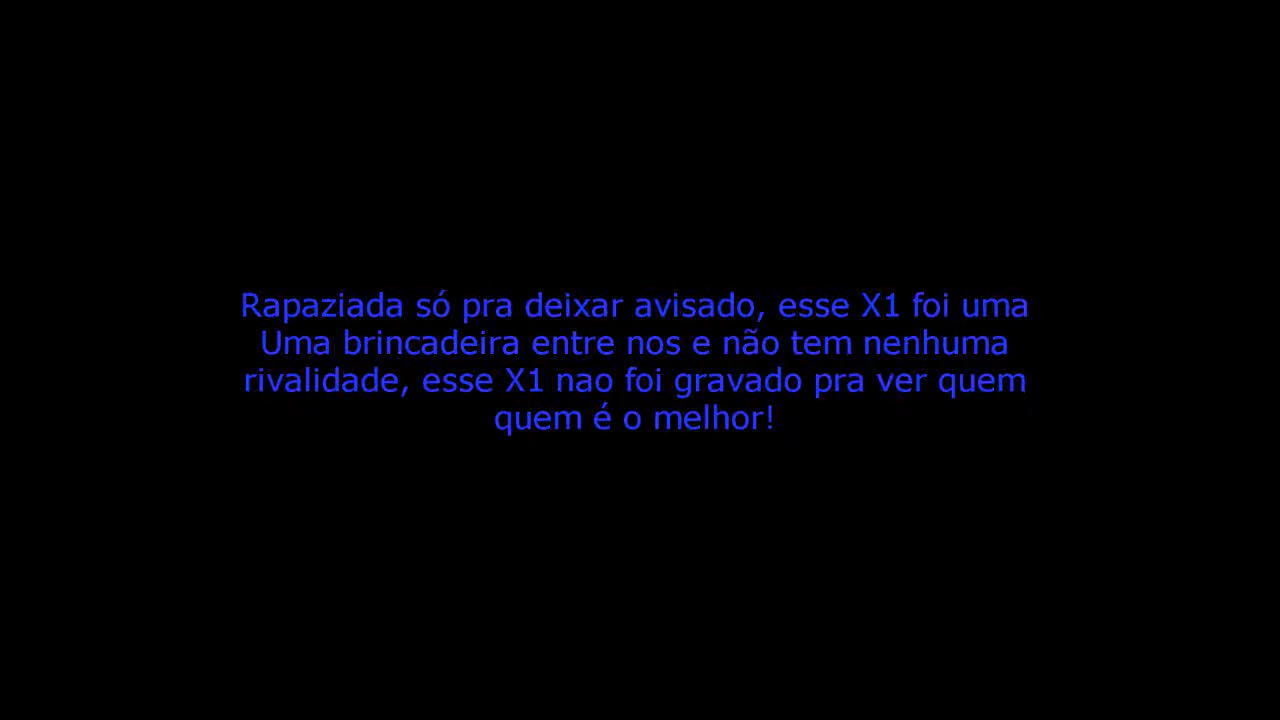 Rapaziada só pra deixar avisado, esse X1 foi uma
Uma brincadeira entre nos e não tem nenhuma
rivalidade, esse X1 nao foi gravado pra ver quem
quem é o melhor!